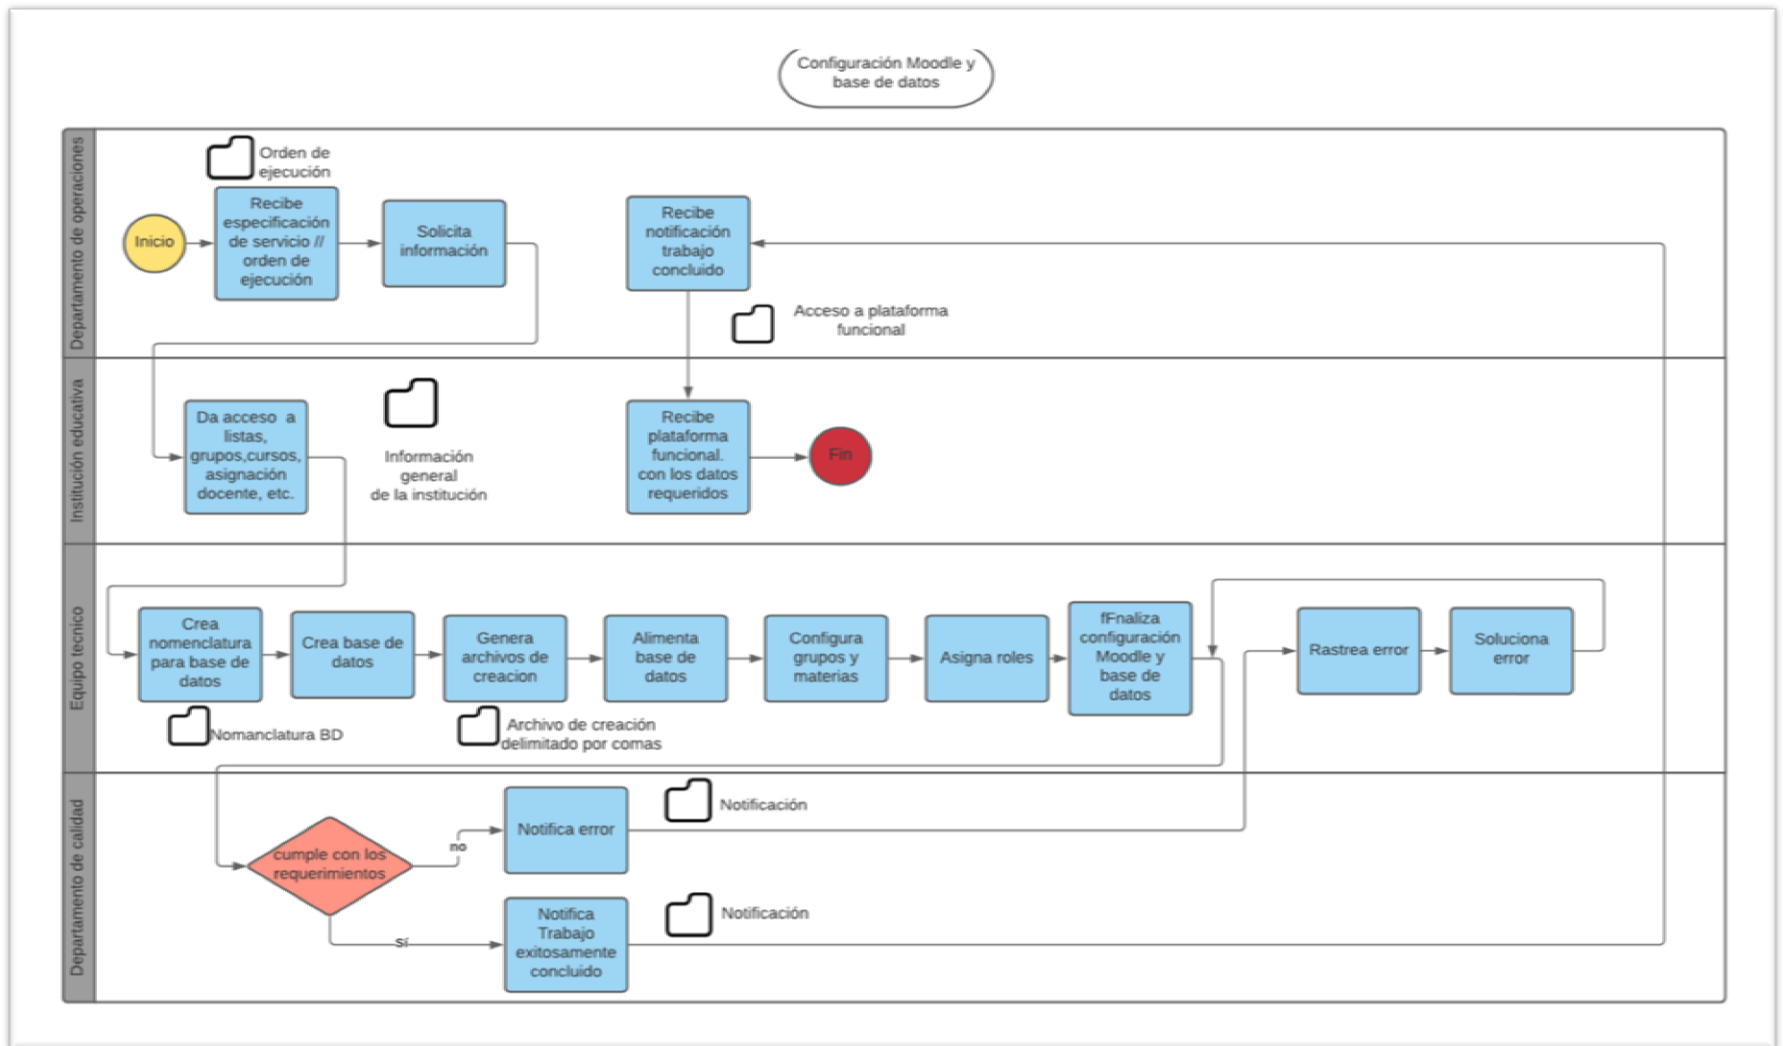 Configuración Moodle y
base de datos
Departamento de operaciones
Orden de
ejecución
Inicio
Recibe
especificación
de servicio //
orden de
ejecución
Solicita
información
Recibe
notificación
trabajo
concluido
Acceso a plataforma
funcional
Institución educativa
Da acceso a
listas,
grupos,cursos,
asignación
docente, etc.
Información
general
de la institución
Recibe
plataforma
funcional.
con los datos
requeridos
Fin
Equipo tecnico
Crea
nomenclatura
para base de
datos
Crea base de
datos
Genera
archivos de
creacion
Alimenta
base de
datos
Configura
grupos y
materias
Asigna roles
fFnaliza
configuración
Moodle y
base de
datos
Rastrea error
Soluciona
error
Nomanclatura BD
Archivo de creación
delimitado por comas
Departamento de calidad
cumple con los
requerimientos
no
Notifica error
Notificación
Sí
Notifica
Trabajo
exitosamente
concluido
Notificación